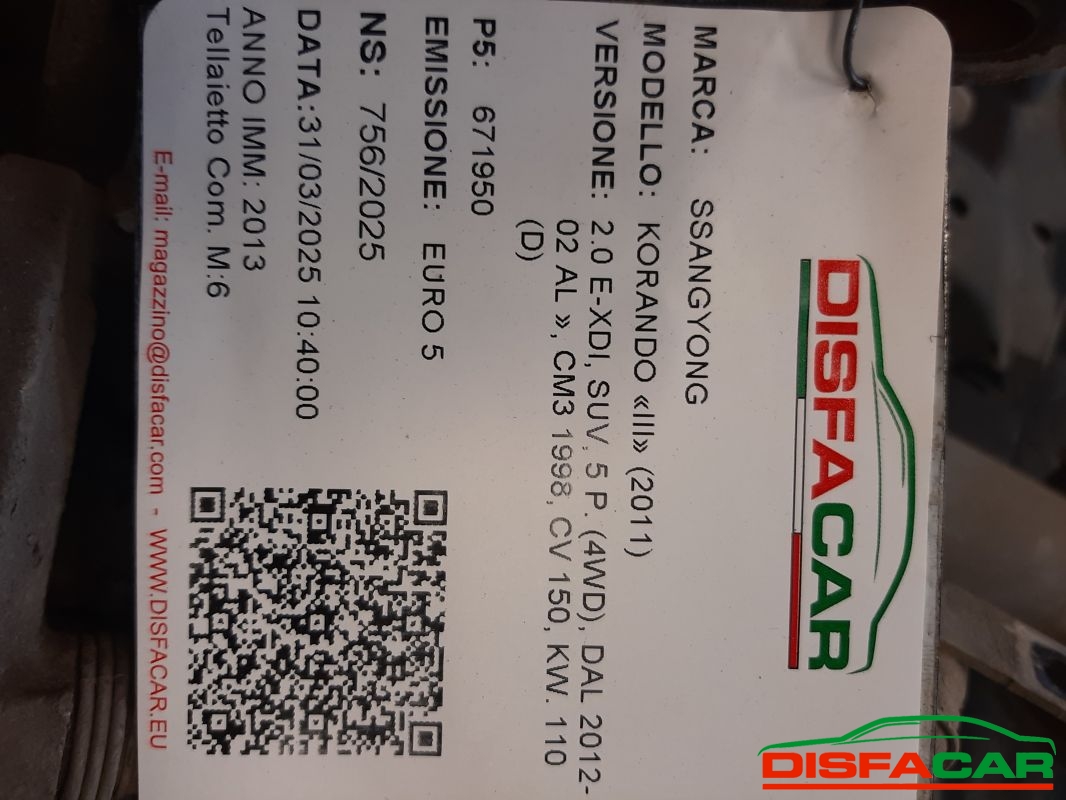 DISFACAR
MARCA: SSANGYONG
MODELLO: KORANDO «III» (2011)
VERSIONE: 2.0 E-XDI, SUV, 5 P. (4WD), DAL 2012-
02 AL », CM3 1998, CV 150, KW. 110
(D)
P5: 671950
EMISSIONE: EURO 5
NS: 756/2025
DATA:31/03/2025 10:40:00
ANNO IMM: 2013
Tellaietto Com. M:6
E-mail: magazzino@disfacar.com - WWW.DISFACAR.EU
DISFACAR